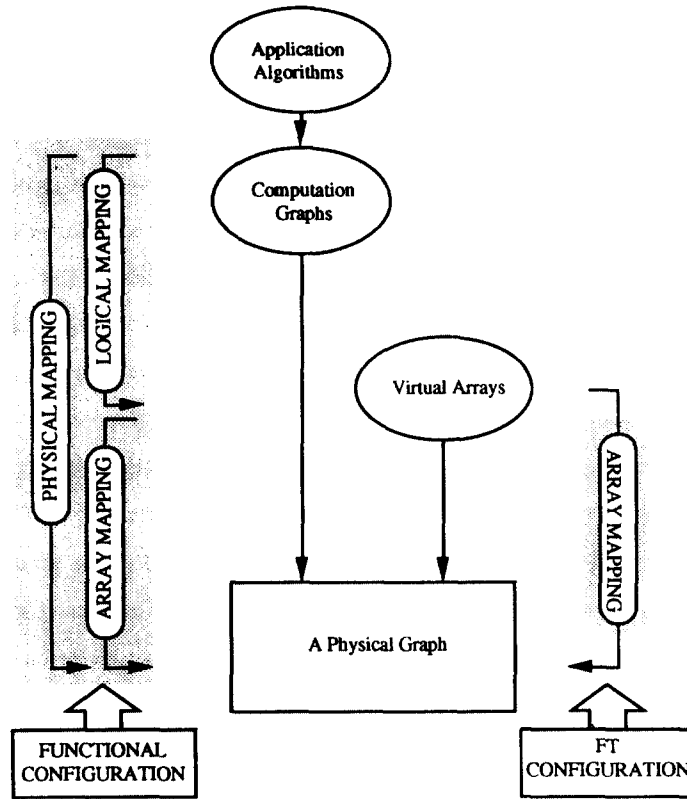 Application
Algorithms
Computation
Graphs
PHYSICAL MAPPING
LOGICAL MAPPING
Virtual Arrays
ARRAY MAPPING
ARRAY MAPPING
A Physical Graph
FUNCTIONAL
CONFIGURATION
FT
CONFIGURATION